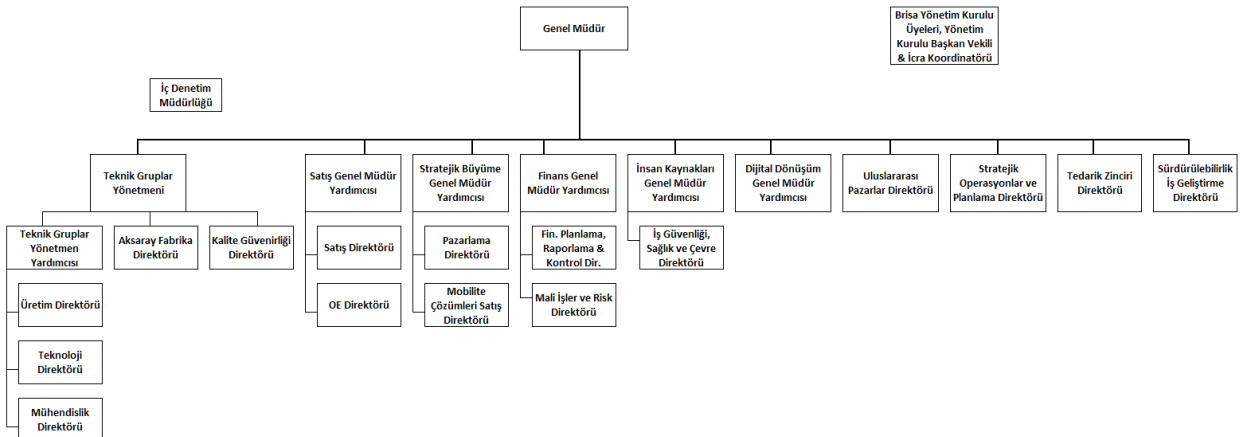 Genel Müdür
Brisa Yönetim Kurulu
Üyeleri, Yönetim
Kurulu Başkan Vekili
& İcra Koordinatörü
İç Denetim
Müdürlüğü
Teknik Gruplar
Yönetmeni
Satış Genel Müdür
Yardımcısı
Stratejik Büyüme
Genel Müdür
Yardımcısı
Finans Genel
Müdür Yardımcısı
İnsan Kaynakları
Genel Müdür
Yardımcısı
Dijital Dönüşüm
Genel Müdür
Yardımcısı
Uluslararası
Pazarlar Direktörü
Stratejik
Operasyonlar ve
Planlama Direktörü
Tedarik Zinciri
Direktörü
Sürdürülebilirlik
İş Geliştirme
Direktörü
Teknik Gruplar
Yönetmen
Yardımcısı
Aksaray Fabrika
Direktörü
Kalite Güvenirliği
Direktörü
Satış Direktörü
Pazarlama
Direktörü
Fin. Planlama,
Raporlama &
Kontrol Dir.
İş Güvenliği,
Sağlık ve Çevre
Direktörü
Üretim Direktörü
OE Direktörü
Mobilite
Çözümleri Satış
Direktörü
Mali İşler ve Risk
Direktörü
Teknoloji
Direktörü
Mühendislik
Direktörü